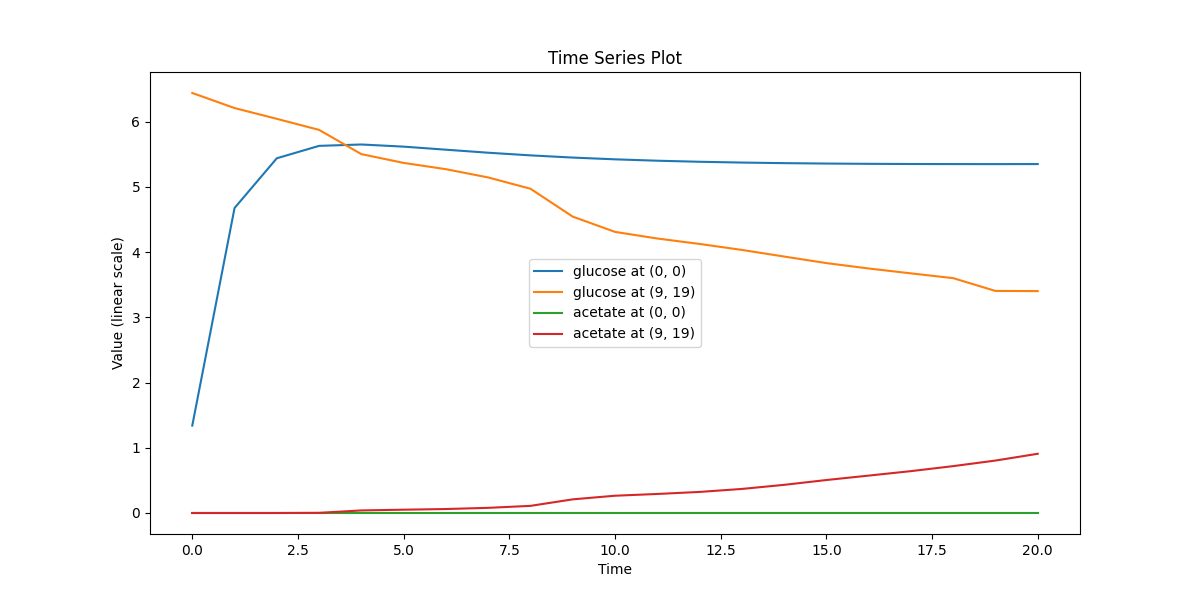 Time Series Plot
Value (linear scale)
6
5
4
3
2
1
0
glucose at (0, 0)
glucose at (9, 19)
acetate at (0, 0)
acetate at (9, 19)
0.0 2.5 5.0 7.5 10.0 12.5 15.0 17.5 20.0
Time